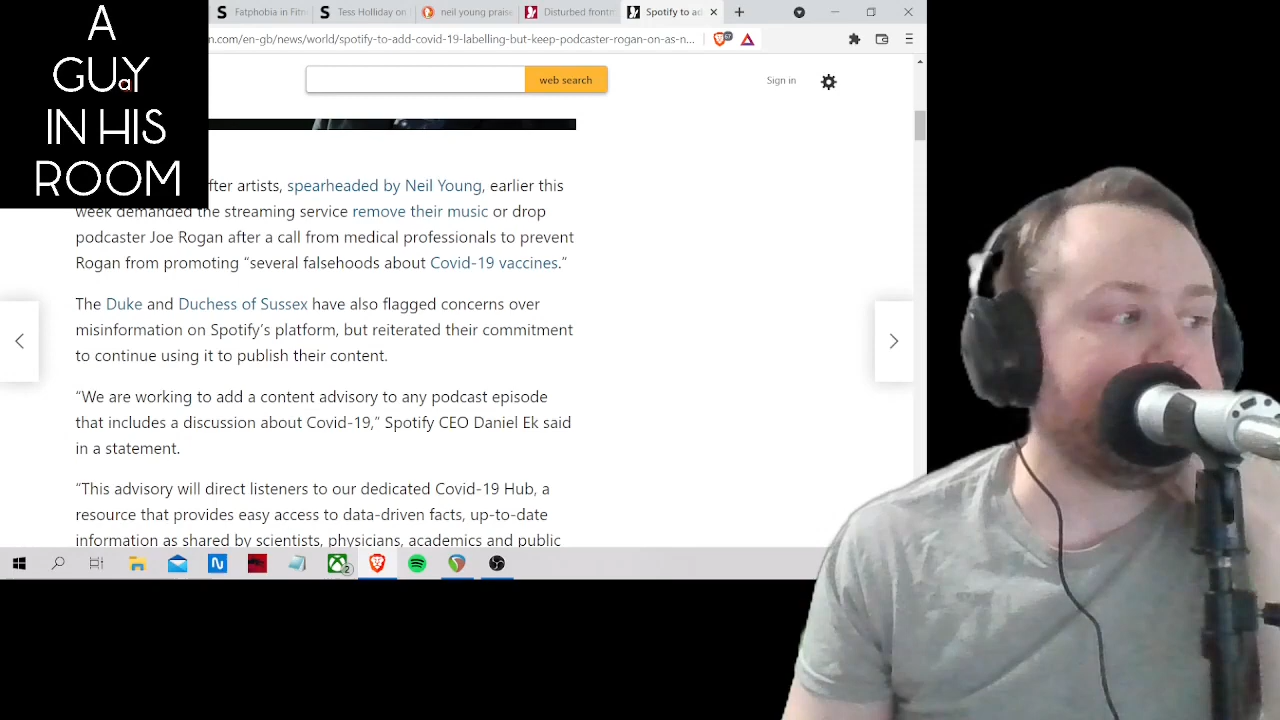 A
GUY
a
IN HIS
ROOM
Fatphobia in Fitn
Tess Holliday on
neil young praise
Disturbed frontm
Spotify to ad
n.com/en-gb/news/world/spotify-to-add-covid-19-labelling-but-keep-podcaster-rogan-on-as-n...
67
web search
Sign in
fter artists, spearheaded by Neil Young, earlier this
week demanded the streaming service remove their music or drop
podcaster Joe Rogan after a call from medical professionals to prevent
Rogan from promoting “several falsehoods about Covid-19 vaccines.”
The Duke and Duchess of Sussex have also flagged concerns over
misinformation on Spotify’s platform, but reiterated their commitment
to continue using it to publish their content.
“We are working to add a content advisory to any podcast episode
that includes a discussion about Covid-19,” Spotify CEO Daniel Ek said
in a statement.
“This advisory will direct listeners to our dedicated Covid-19 Hub, a
resource that provides easy access to data-driven facts, up-to-date
information as shared by scientists, physicians, academics and public
2